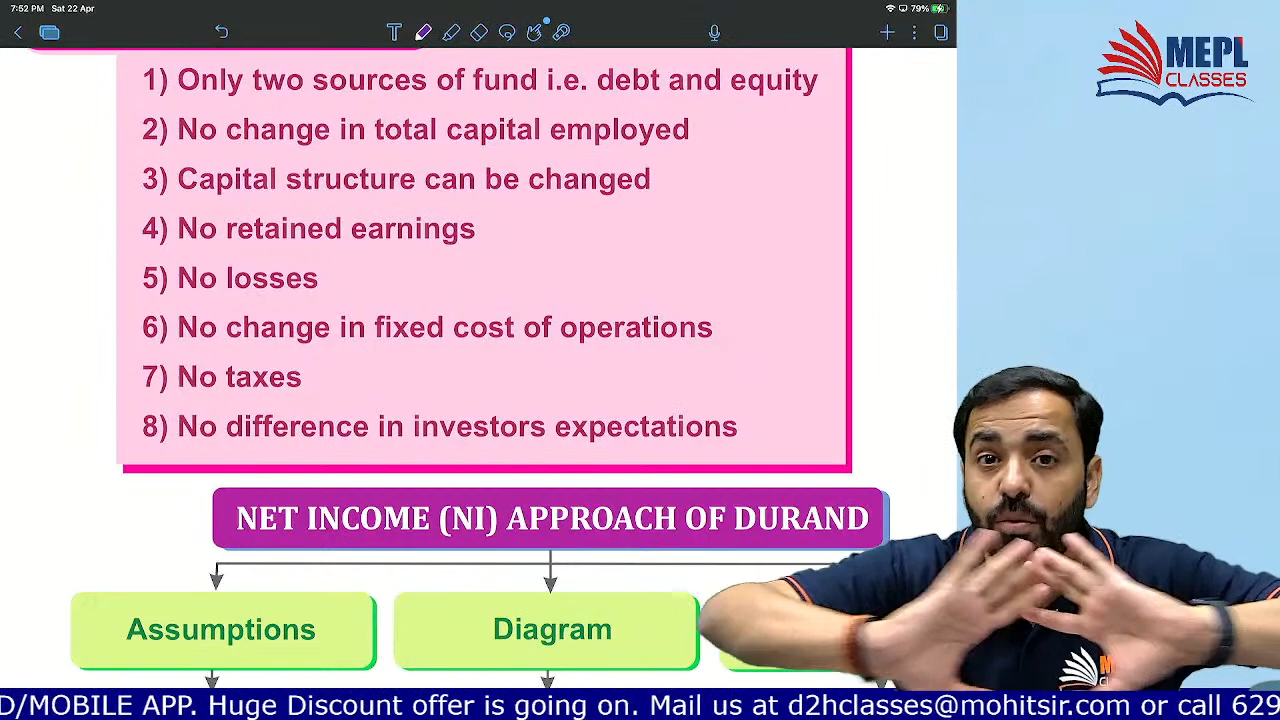 7:52 PM Sat 22 Apr
79%
T
MEPL
CLASSES
1) Only two sources of fund i.e. debt and equity
2) No change in total capital employed
3) Capital structure can be changed
4) No retained earnings
5) No losses
6) No change in fixed cost of operations
7) No taxes
8) No difference in investors expectations
NET INCOME (NI) APPROACH OF DURAND
Assumptions
Diagram
D/MOBILE APP. Huge Discount offer is going on. Mail us at d2hclasses@mohitsir.com or call 629